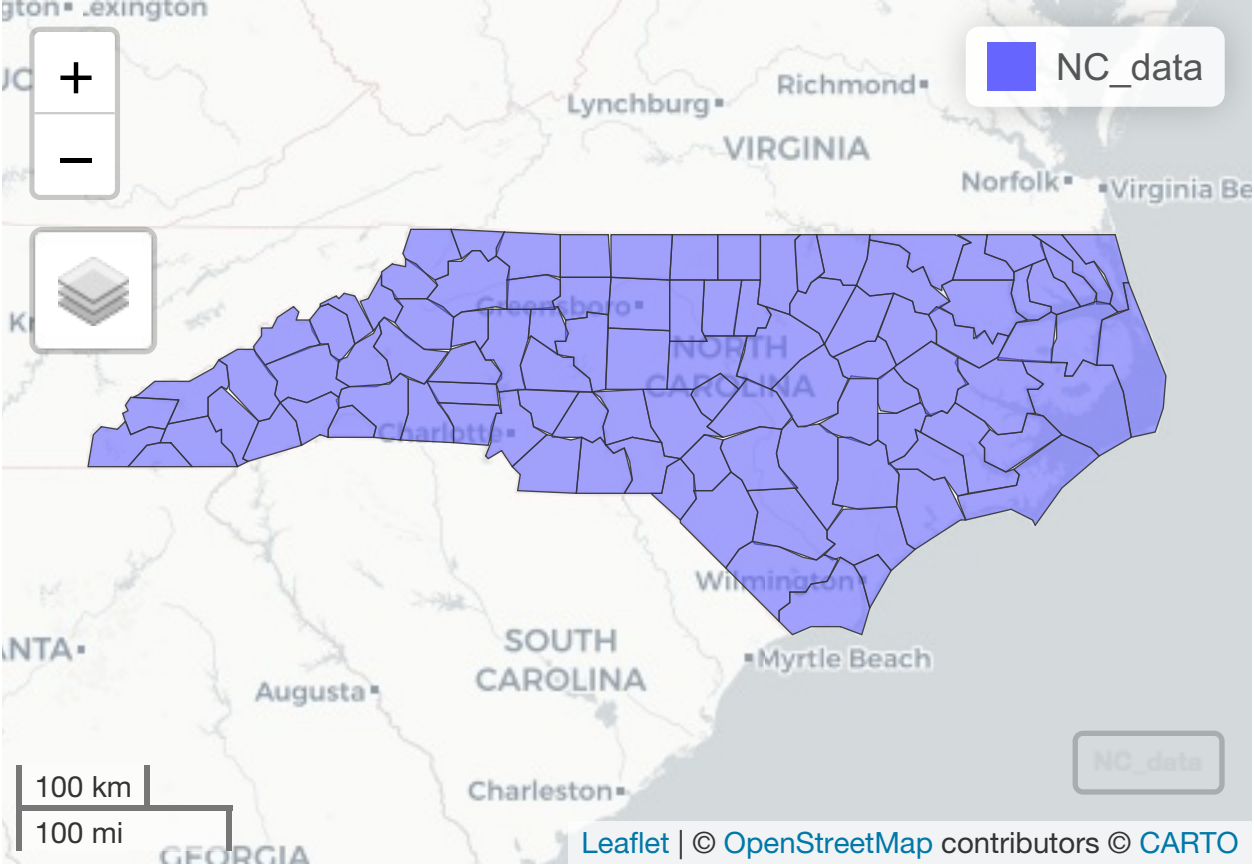 .exington
+
−
NC_data
Richmond
Lynchburg
VIRGINIA
Norfolk
Virginia Be
Greensboro
NORTH
CAROLINA
Charlotte
Wilmington
SOUTH
CAROLINA
Myrtle Beach
NTA
Augusta
NC_data
100 km
Charleston
100 mi
GEORGIA
Leaflet | © OpenStreetMap contributors © CARTO